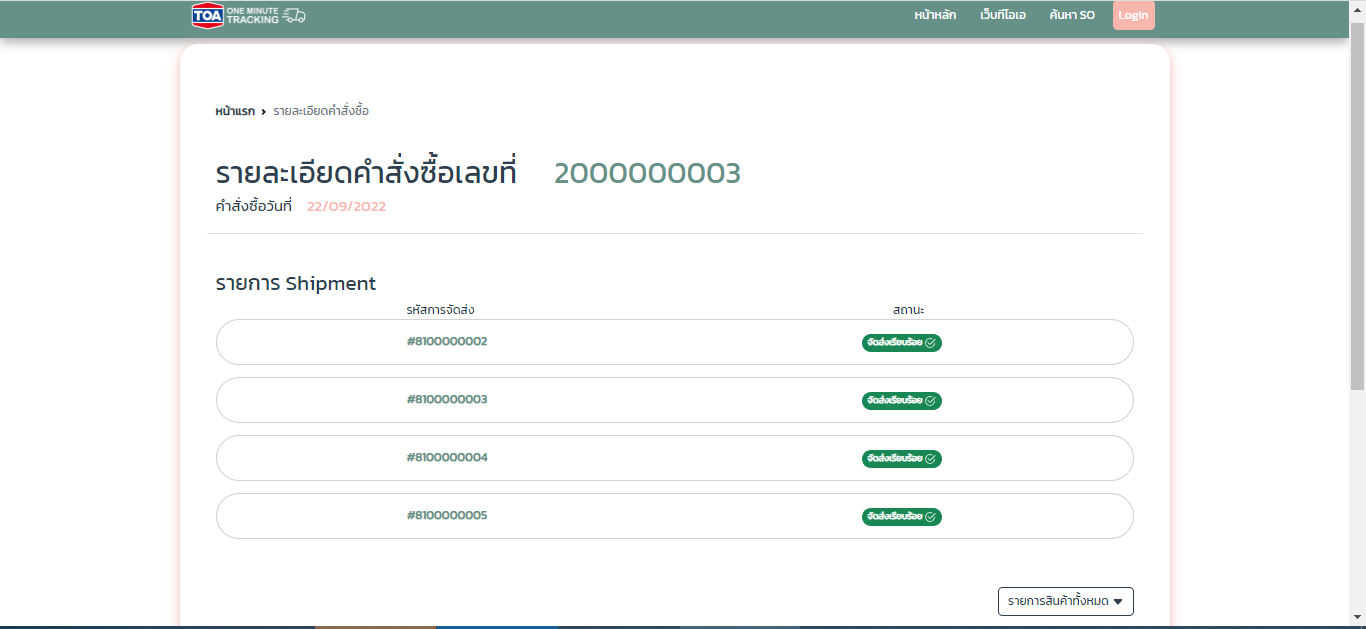 TOA ONE MINUTE TRACKING
หน้าหลัก เว็บทีโอเอ ค้นหา SO Login
หน้าแรก › รายละเอียดคำสั่งซื้อ
รายละเอียดคำสั่งซื้อเลขที่ 2000000003
คำสั่งซื้อวันที่ 22/09/2022
รายการ Shipment
รหัสการจัดส่ง สถานะ
#8100000002 จัดส่งเรียบร้อย
#8100000003 จัดส่งเรียบร้อย
#8100000004 จัดส่งเรียบร้อย
#8100000005 จัดส่งเรียบร้อย
รายการสินค้าทั้งหมด